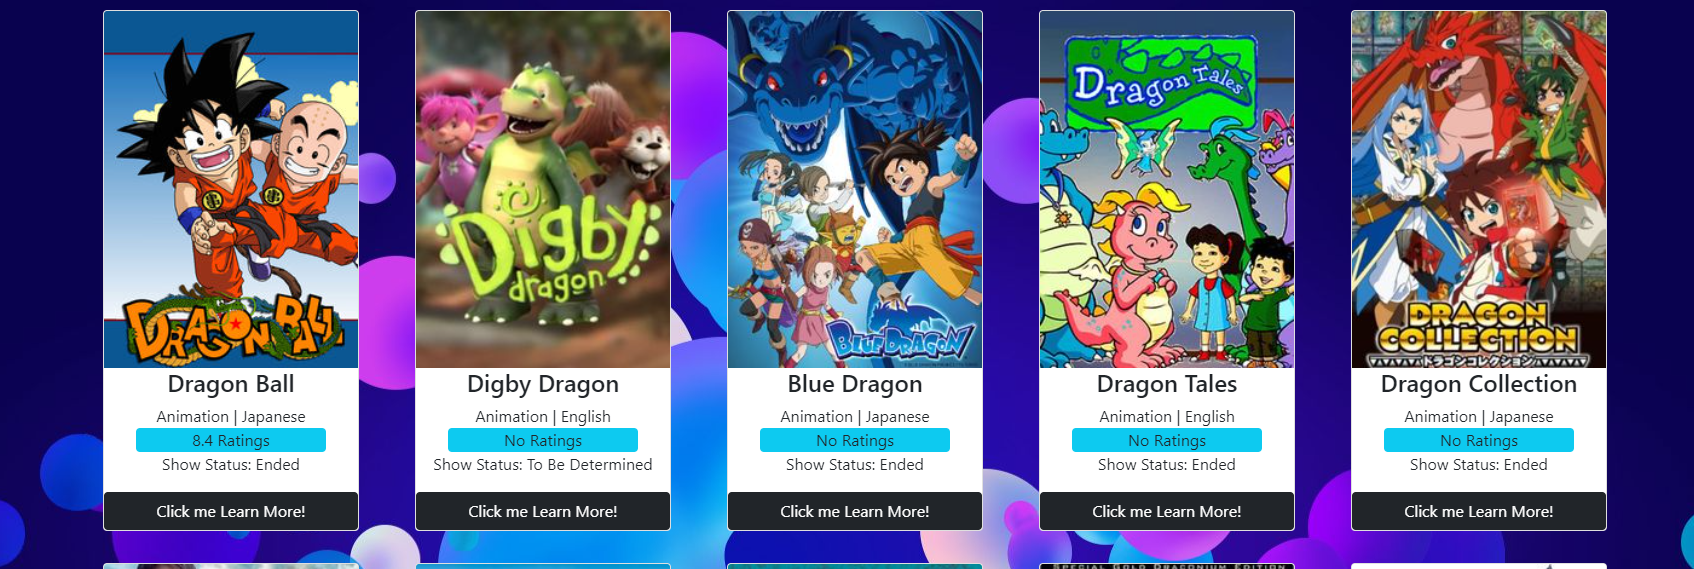 DRAGON BALL
Dragon Ball
Animation | Japanese
8.4 Ratings
Show Status: Ended
Click me Learn More!
Digby
dragon
Digby Dragon
Animation | English
No Ratings
Show Status: To Be Determined
Click me Learn More!
BLUE DRAGON
Blue Dragon
Animation | Japanese
No Ratings
Show Status: Ended
Click me Learn More!
Dragon Tales
Dragon Tales
Animation | English
No Ratings
Show Status: Ended
Click me Learn More!
DRAGON
COLLECTION
ドラゴンコレクション
Dragon Collection
Animation | Japanese
No Ratings
Show Status: Ended
Click me Learn More!
SPECIAL GOLD DRACONIUM EDITION